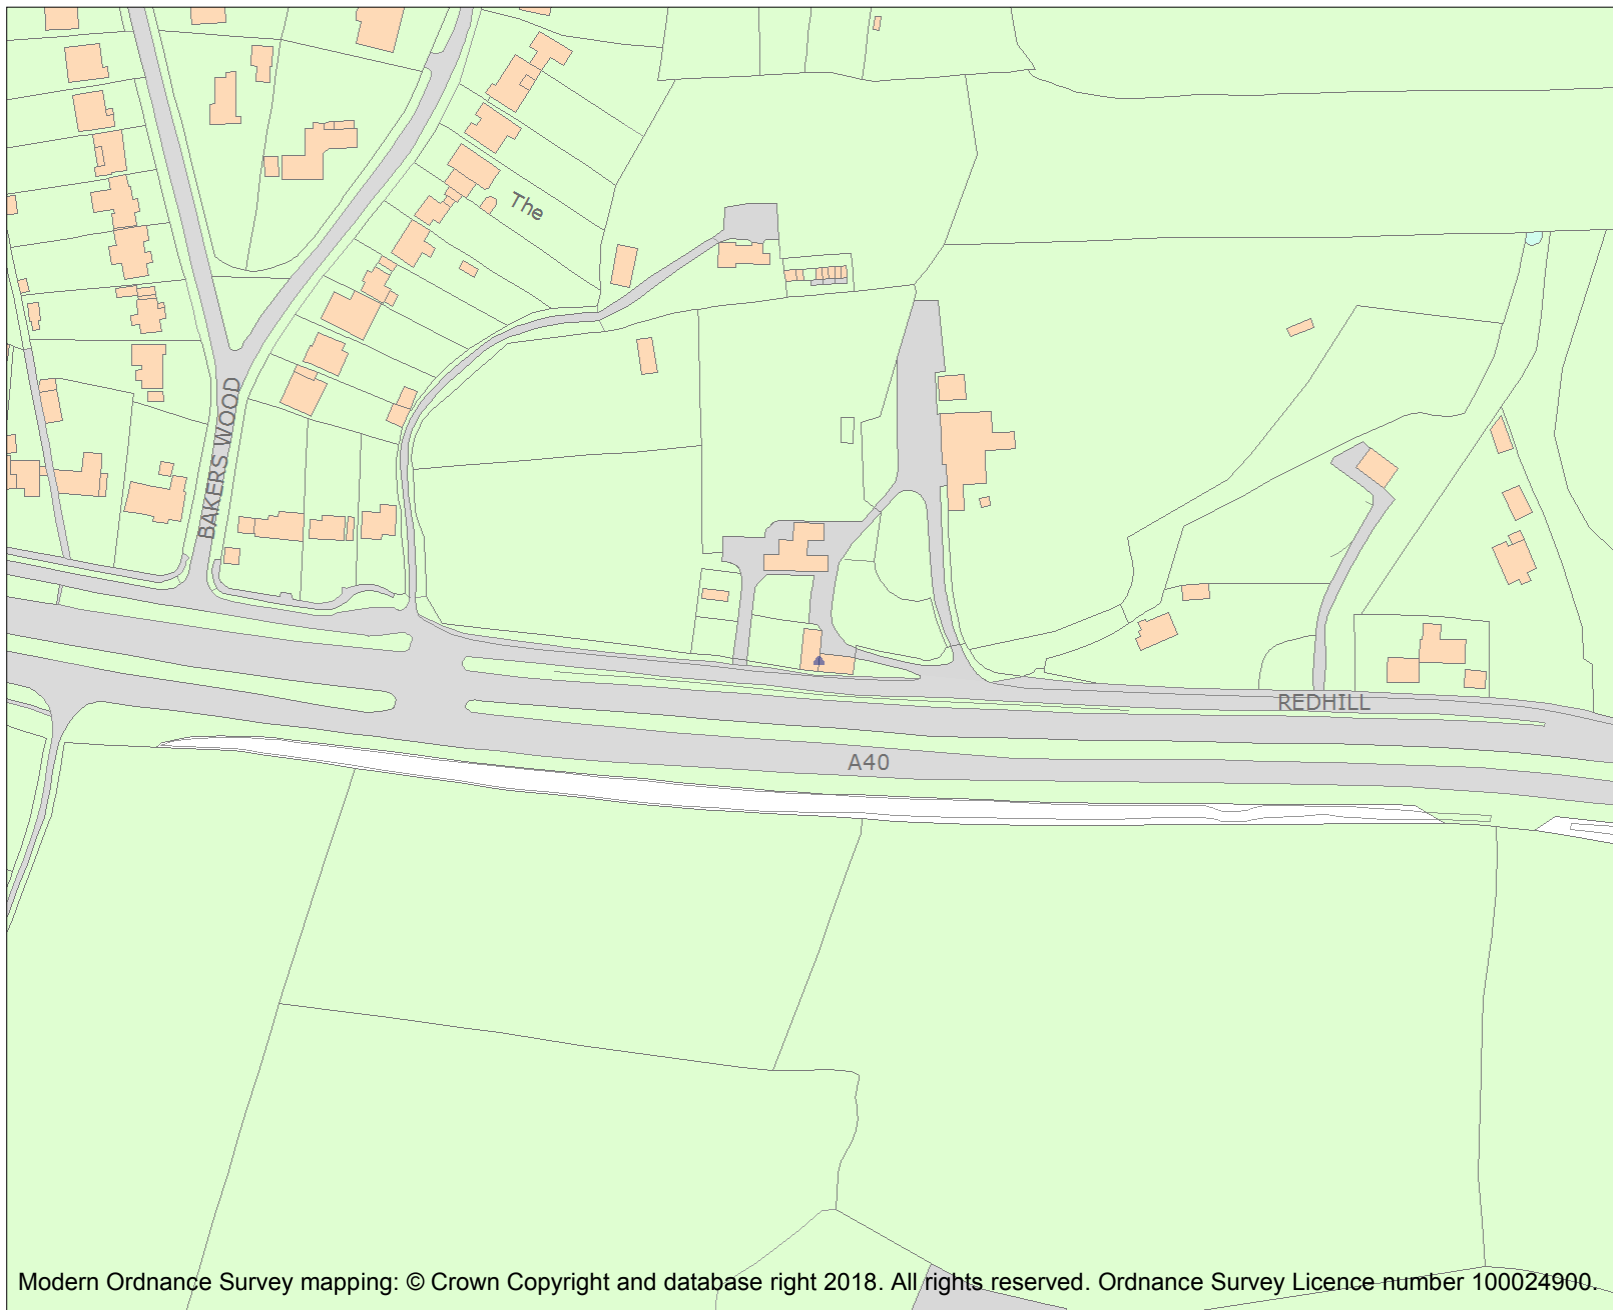 The
BAKERS WOOD
REDHILL
A40
Modern Ordnance Survey mapping: © Crown Copyright and database right 2018. All rights reserved. Ordnance Survey Licence number 100024900.